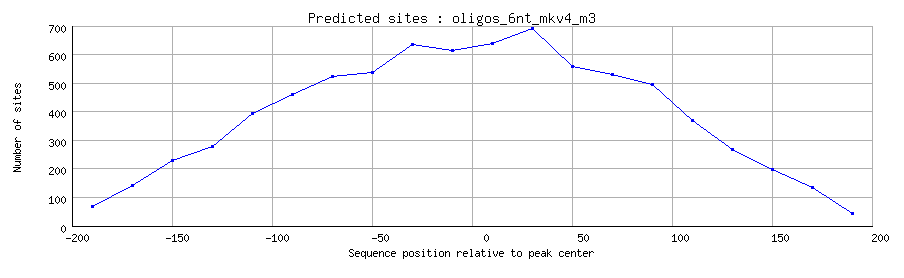 Predicted sites : oligos_6nt_mkv4_m3
700
600
500
400
300
200
100
0
Number of sites
-200 -150 -100 -50 0 50 100 150 200
Sequence position relative to peak center